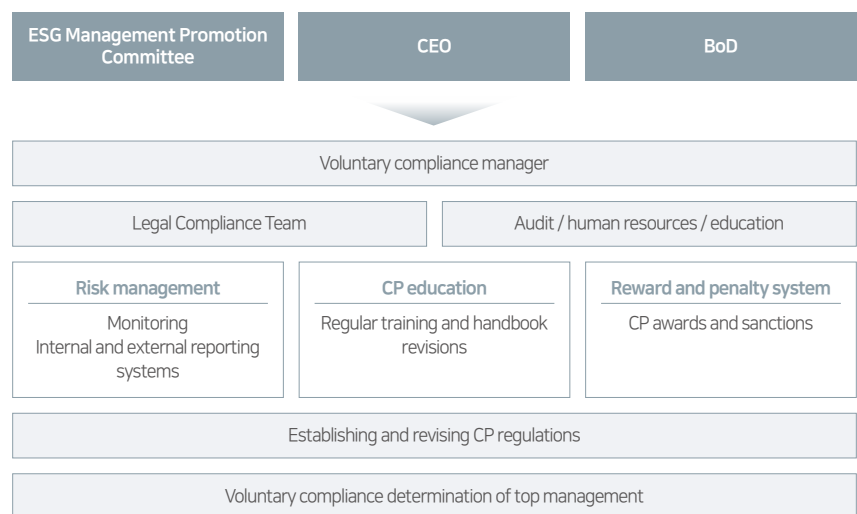 ESG Management Promotion
Committee
CEO
BoD
Voluntary compliance manager
Legal Compliance Team
Audit / human resources / education
Risk management
Monitoring
Internal and external reporting
systems
CP education
Regular training and handbook
revisions
Reward and penalty system
CP awards and sanctions
Establishing and revising CP regulations
Voluntary compliance determination of top management